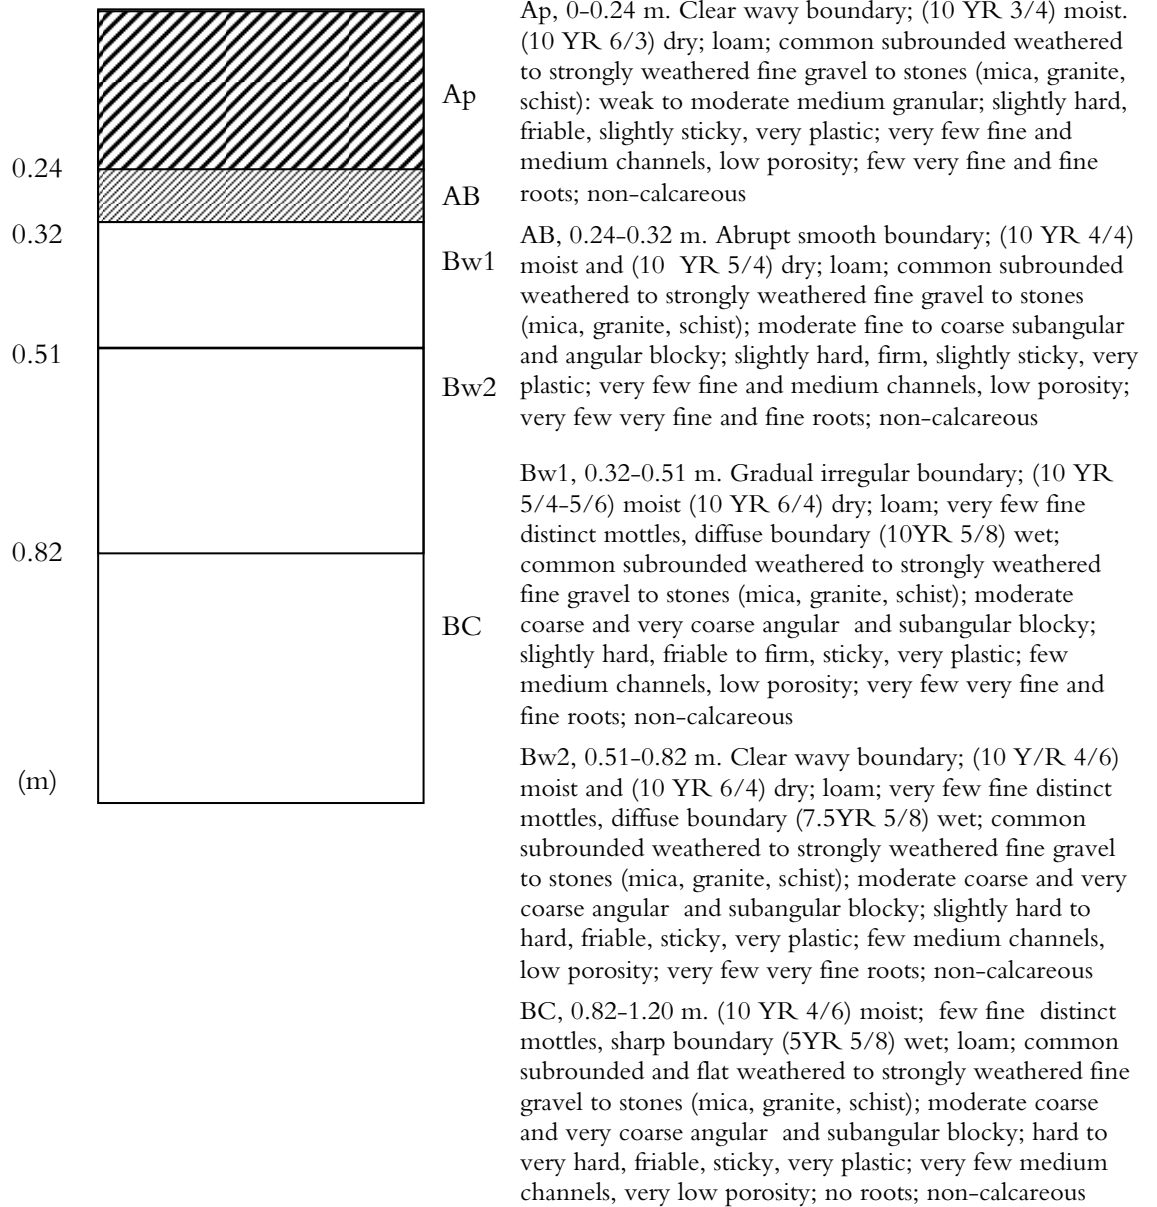 Ap
0.24
AB
0.32
Bw1
0.51
Bw2
0.82
BC
(m)
Ap, 0-0.24 m. Clear wavy boundary; (10 YR 3/4) moist.
(10 YR 6/3) dry; loam; common subrounded weathered
to strongly weathered fine gravel to stones (mica, granite,
schist): weak to moderate medium granular; slightly hard,
friable, slightly sticky, very plastic; very few fine and
medium channels, low porosity; few very fine and fine
roots; non-calcareous
AB, 0.24-0.32 m. Abrupt smooth boundary; (10 YR 4/4)
moist and (10 YR 5/4) dry; loam; common subrounded
weathered to strongly weathered fine gravel to stones
(mica, granite, schist); moderate fine to coarse subangular
and angular blocky; slightly hard, firm, slightly sticky, very
plastic; very few fine and medium channels, low porosity;
very few very fine and fine roots; non-calcareous
Bw1, 0.32-0.51 m. Gradual irregular boundary; (10 YR
5/4-5/6) moist (10 YR 6/4) dry; loam; very few fine
distinct mottles, diffuse boundary (10YR 5/8) wet;
common subrounded weathered to strongly weathered
fine gravel to stones (mica, granite, schist); moderate
coarse and very coarse angular and subangular blocky;
slightly hard, friable to firm, sticky, very plastic; few
medium channels, low porosity; very few very fine and
fine roots; non-calcareous
Bw2, 0.51-0.82 m. Clear wavy boundary; (10 Y/R 4/6)
moist and (10 YR 6/4) dry; loam; very few fine distinct
mottles, diffuse boundary (7.5YR 5/8) wet; common
subrounded weathered to strongly weathered fine gravel
to stones (mica, granite, schist); moderate coarse and very
coarse angular and subangular blocky; slightly hard to
hard, friable, sticky, very plastic; few medium channels,
low porosity; very few very fine roots; non-calcareous
BC, 0.82-1.20 m. (10 YR 4/6) moist; few fine distinct
mottles, sharp boundary (5YR 5/8) wet; loam; common
subrounded and flat weathered to strongly weathered fine
gravel to stones (mica, granite, schist); moderate coarse
and very coarse angular and subangular blocky; hard to
very hard, friable, sticky, very plastic; very few medium
channels, very low porosity; no roots; non-calcareous